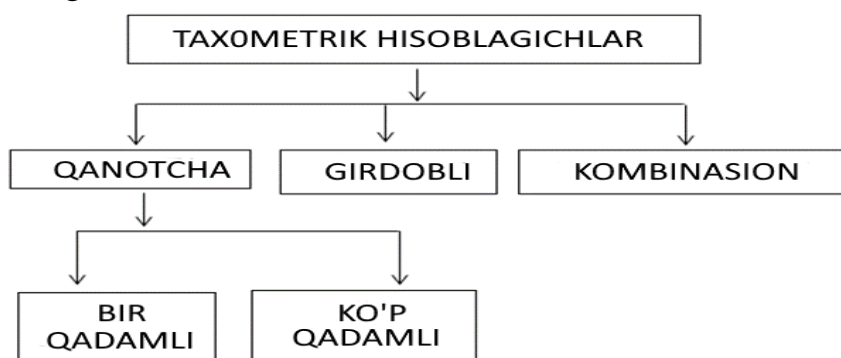 TAX0METRIK HISOBLAGICHLAR
QANOTCHA
GIRDOBLI
KOMBINASION
BIR
QADAMLI
KO'P
QADAMLI